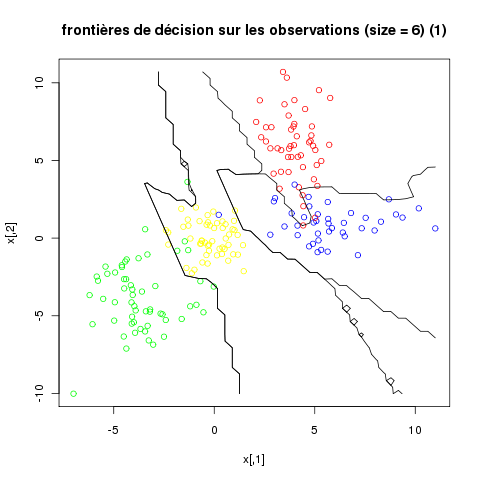 frontières de décision sur les observations (size = 6) (1)
10
5
0
-5
-10
x[,2]
-5 0 5 10
x[,1]